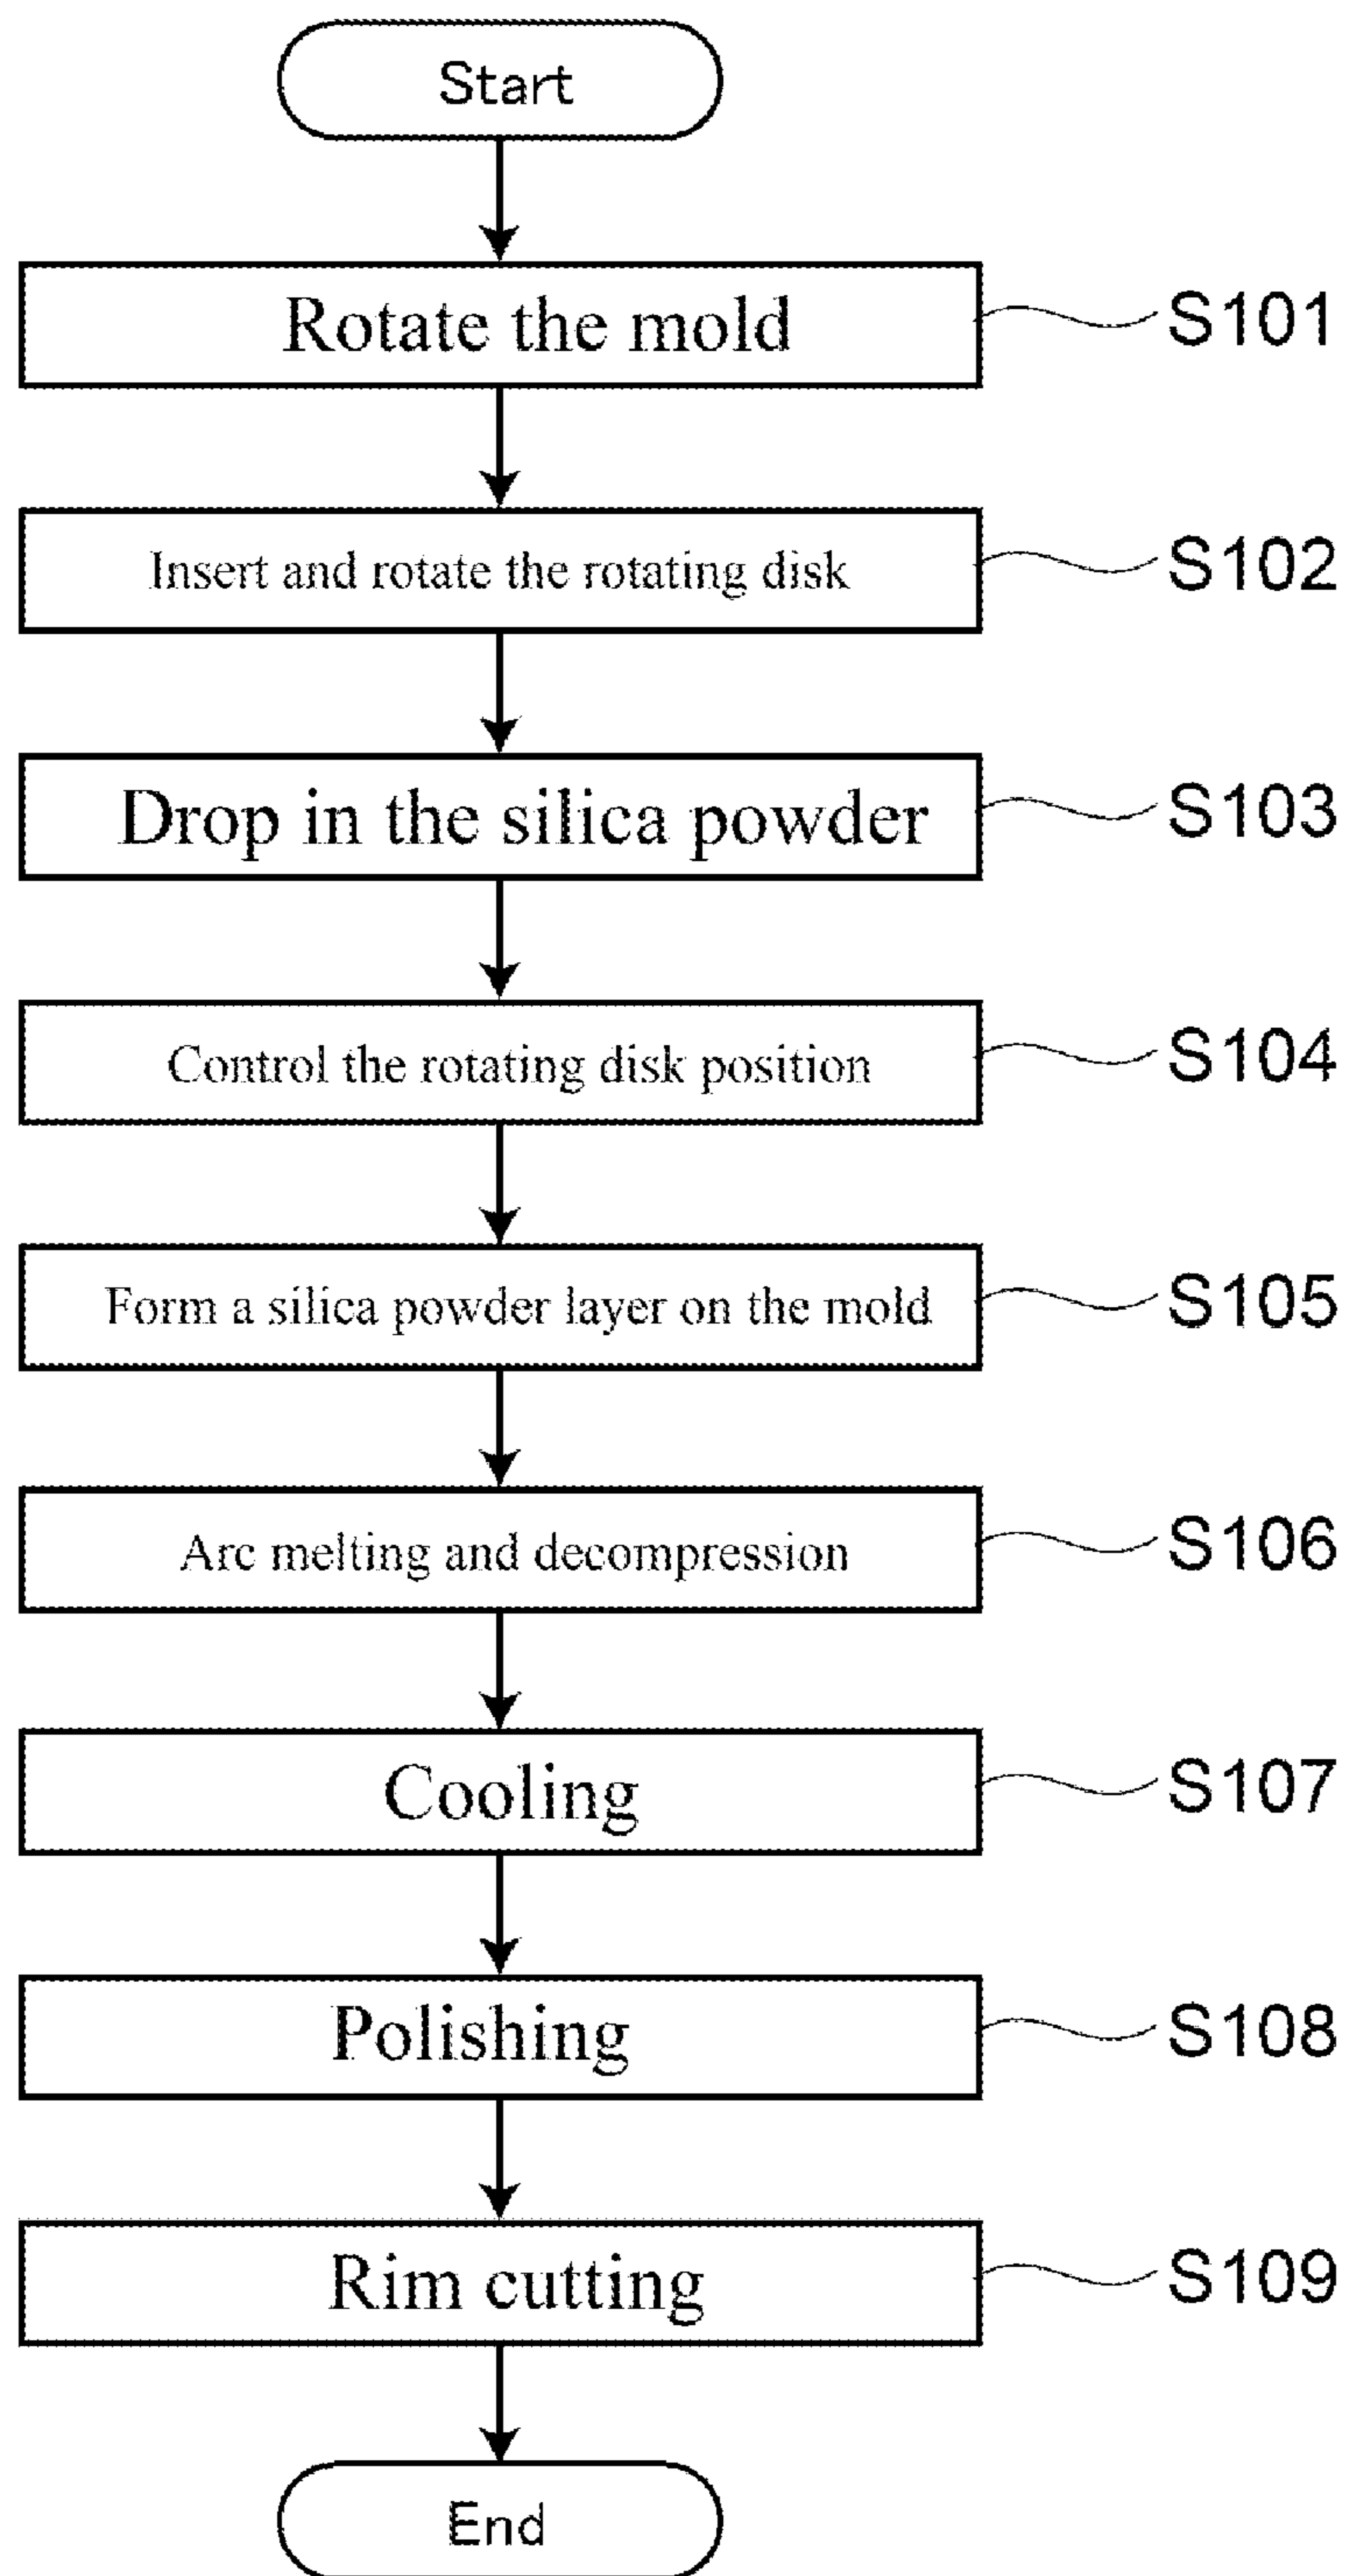 Start
Rotate the mold
S101
Insert and rotate the rotating disk
S102
Drop in the silica powder
S103
Control the rotating disk position
S104
Form a silica powder layer on the mold
S105
Arc melting and decompression
S106
Cooling
S107
Polishing
S108
Rim cutting
S109
End